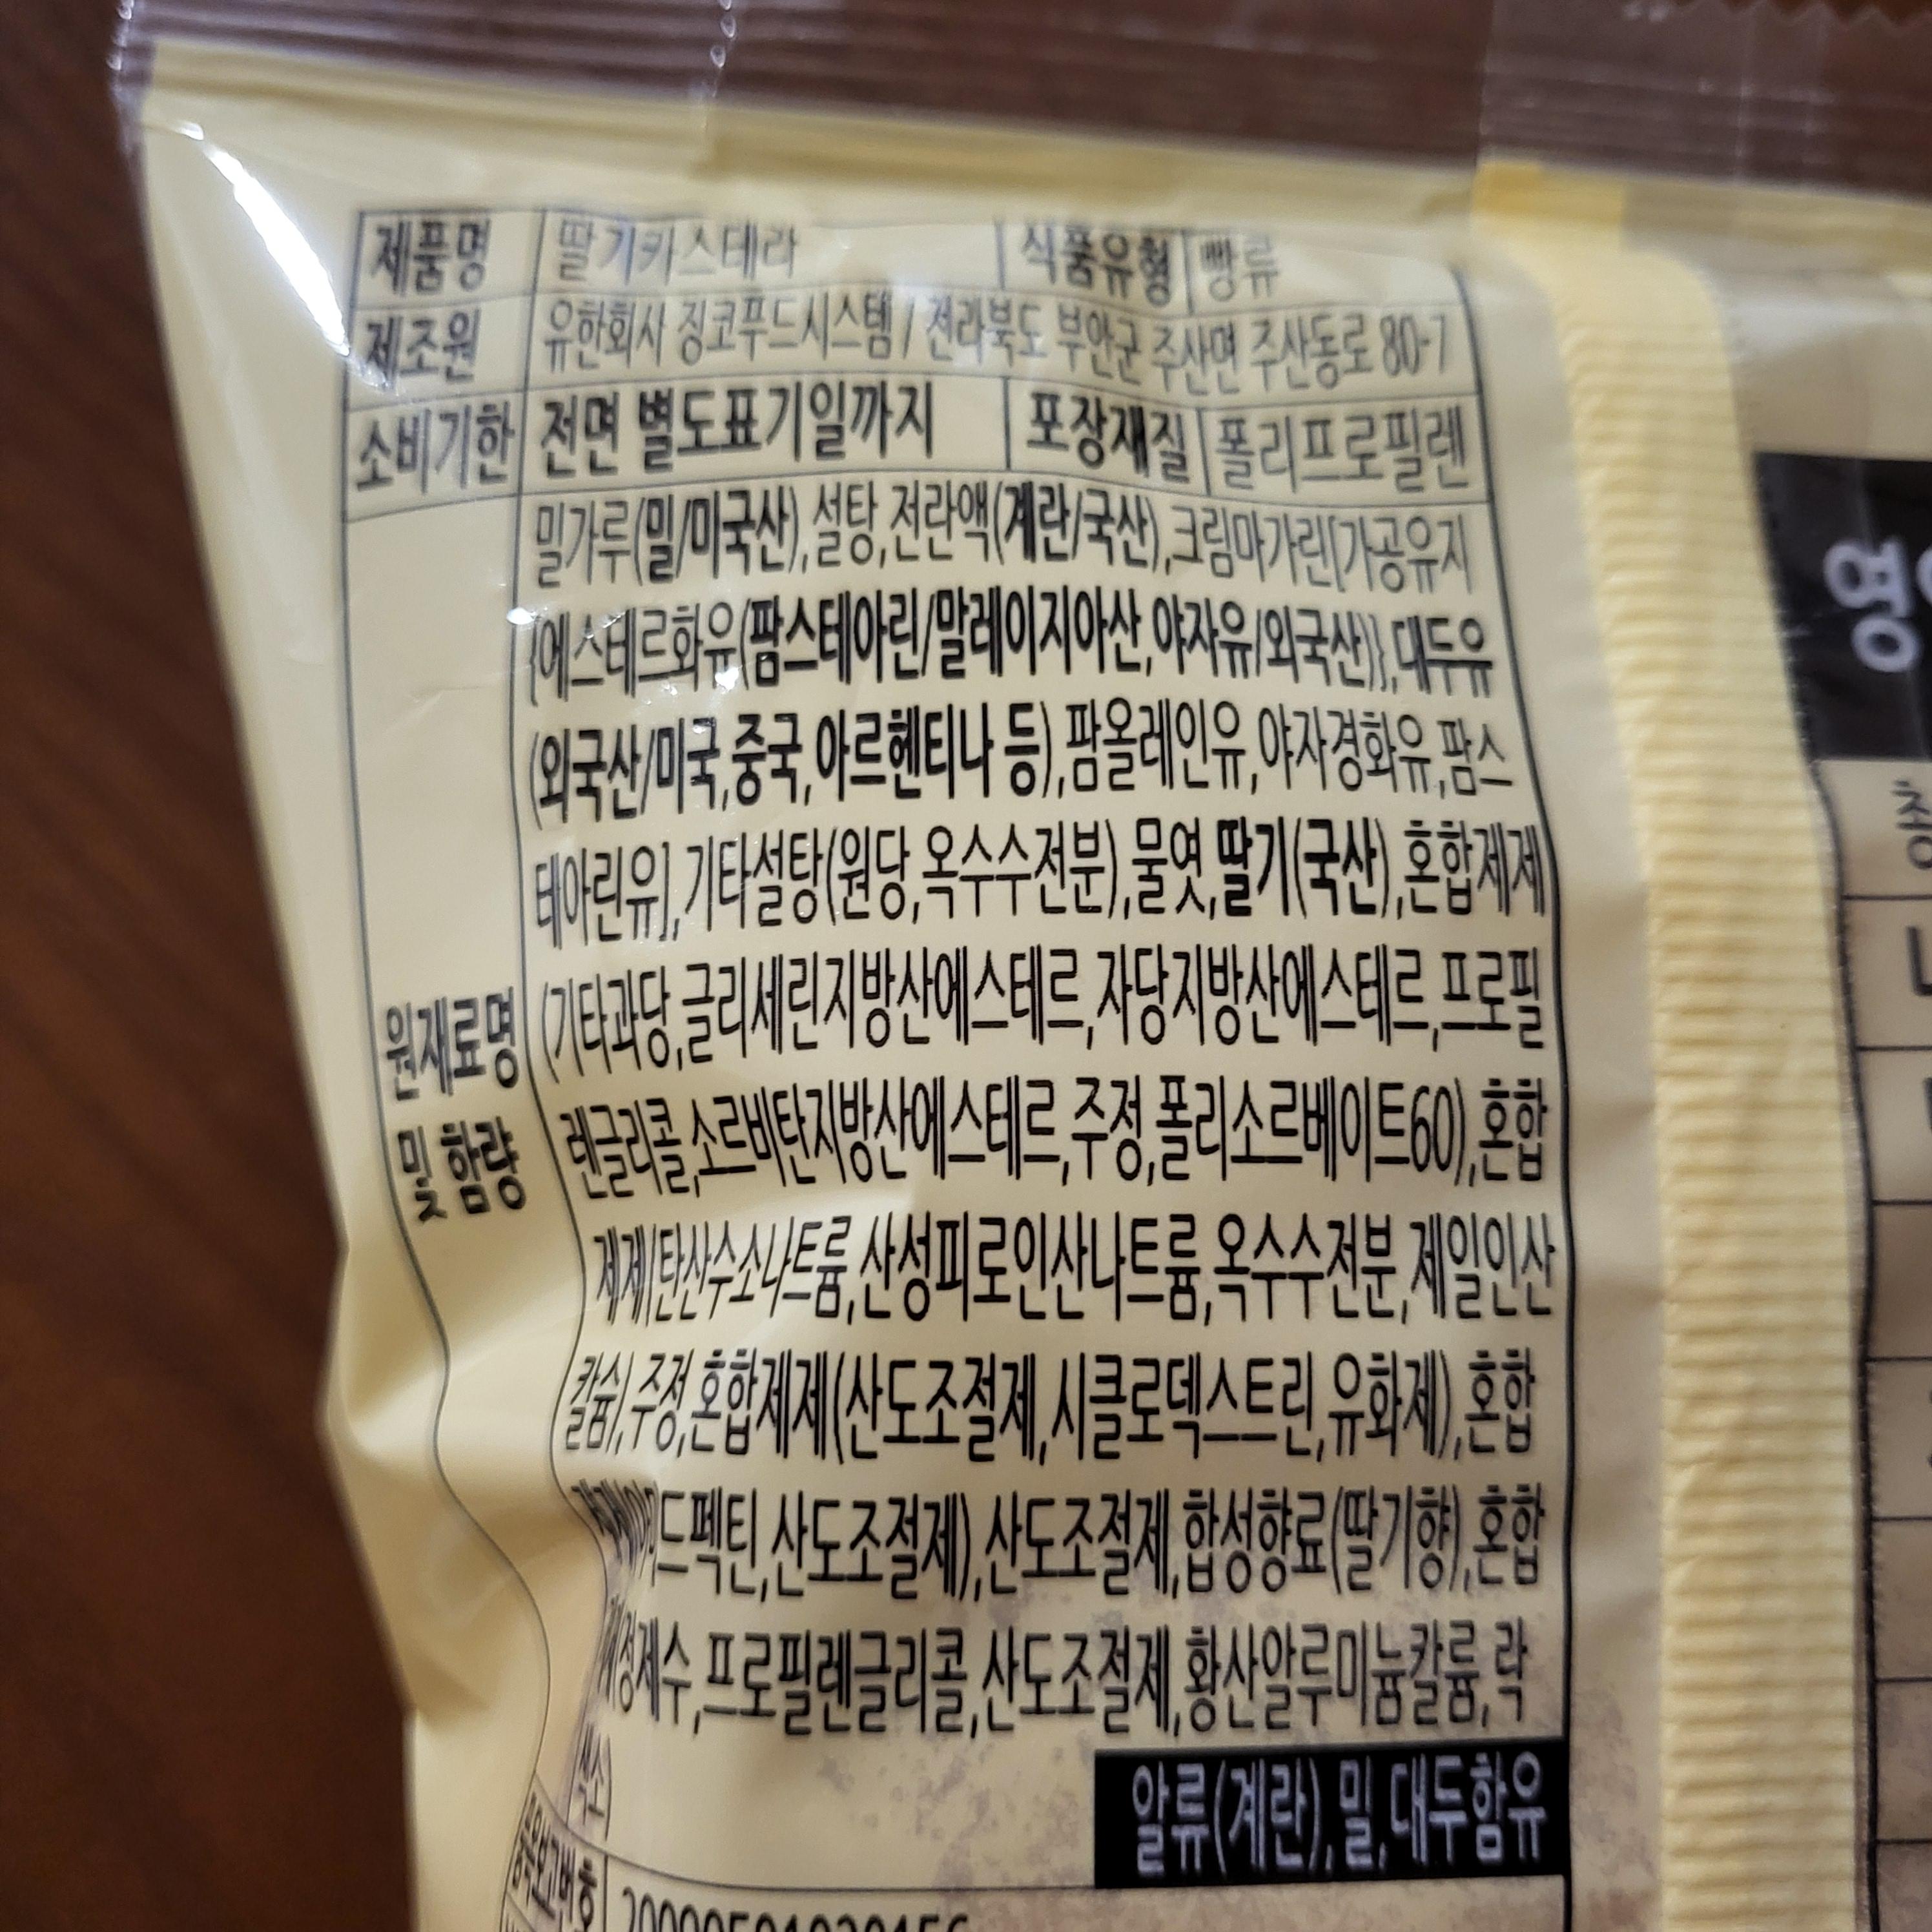 제품명 딸기카스테라 식품유형 빵류
제조원 유한회사 징코푸드시스템 / 전라북도 부안군 주산면 주산동로 80-7
소비기한 전면 별도표기일까지 포장재질 폴리프로필렌
밀가루(밀/미국산),설탕,전란액(계란/국산),크림마가린[가공유지
{에스테르화유(팜스테아린/말레이지아산,야자유/외국산)},대두유
(외국산/미국,중국,아르헨티나 등),팜올레인유,야자경화유,팜스
테아린유],기타설탕(원당,옥수수전분),물엿,딸기(국산),혼합제제
원재료명 (기타과당,글리세린지방산에스테르,자당지방산에스테르,프로필
및 함량 렌글리콜,소르비탄지방산에스테르,주정,폴리소르베이트60),혼합
제제(탄산수소나트륨,산성피로인산나트륨,옥수수전분,제일인산
칼슘),주정,혼합제제(산도조절제,시클로덱스트린,유화제),혼합
드펙틴,산도조절제),산도조절제,합성향료(딸기향),혼합
정제수,프로필렌글리콜,산도조절제,황산알루미늄칼륨,락
색소)
알류(계란),밀,대두함유
품목보고번호